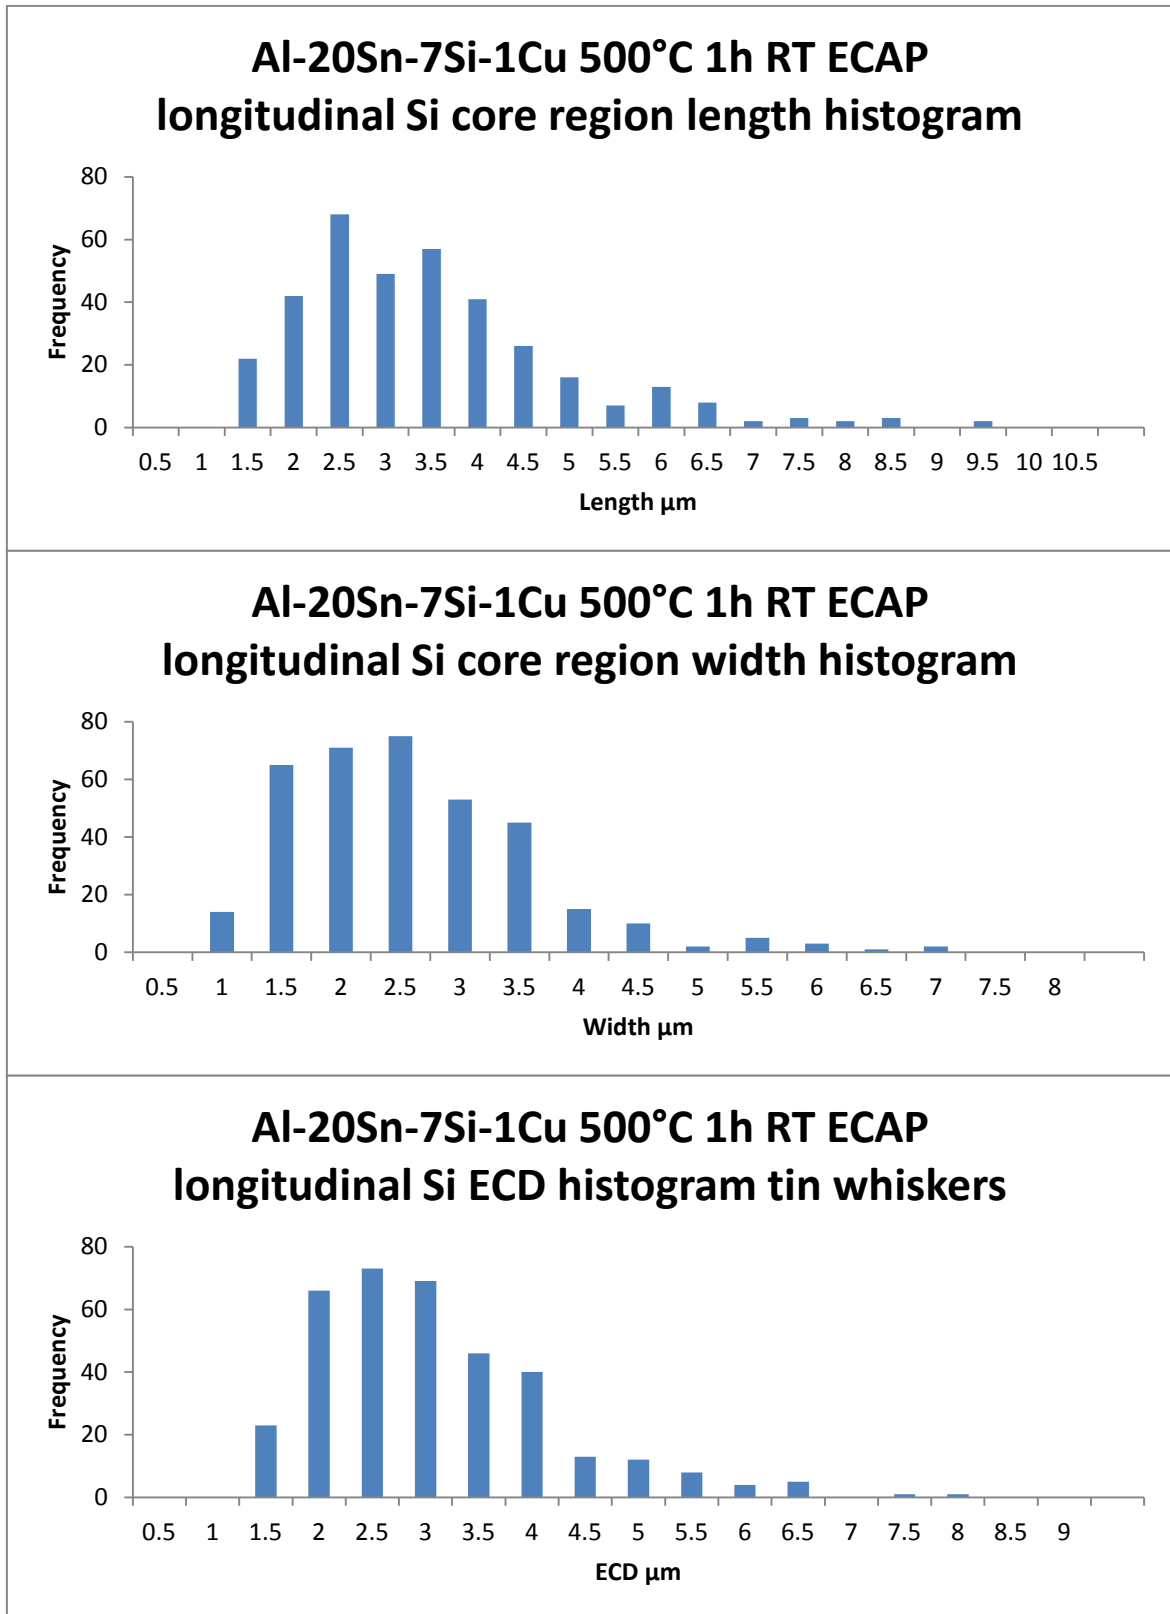 Al-20Sn-7Si-1Cu 500°C 1h RT ECAP
longitudinal Si core region length histogram
80
60
40
20
0
Frequency
0.5 1 1.5 2 2.5 3 3.5 4 4.5 5 5.5 6 6.5 7 7.5 8 8.5 9 9.5 10 10.5
Length µm
Al-20Sn-7Si-1Cu 500°C 1h RT ECAP
longitudinal Si core region width histogram
80
60
40
20
0
Frequency
0.5 1 1.5 2 2.5 3 3.5 4 4.5 5 5.5 6 6.5 7 7.5 8
Width µm
Al-20Sn-7Si-1Cu 500°C 1h RT ECAP
longitudinal Si ECD histogram tin whiskers
80
60
40
20
0
Frequency
0.5 1 1.5 2 2.5 3 3.5 4 4.5 5 5.5 6 6.5 7 7.5 8 8.5 9
ECD µm